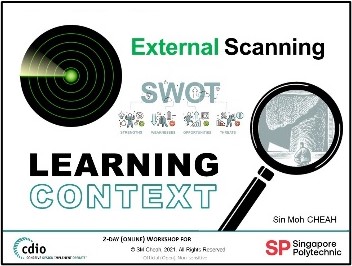 External Scanning
SWOT
STRENGTHS WEAKNESSES OPPORTUNITIES THREATS
LEARNING
CONTEXT
Sin Moh CHEAH
2-DAY (ONLINE) WORKSHOP FOR
© SM Cheah, 2021. All Rights Reserved
cdio
SP Singapore
Polytechnic